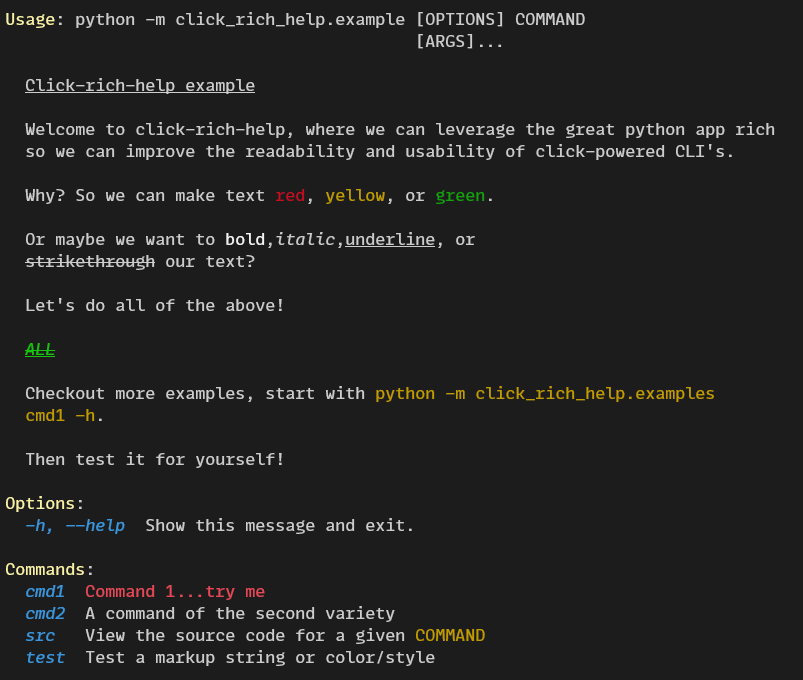 Usage: python -m click_rich_help.example [OPTIONS] COMMAND
[ARGS]...
Click-rich-help example
Welcome to click-rich-help, where we can leverage the great python app rich
so we can improve the readability and usability of click-powered CLI's.
Why? So we can make text red, yellow, or green.
Or maybe we want to bold,italic,underline, or
strikethrough our text?
Let's do all of the above!
ALL
Checkout more examples, start with python -m click_rich_help.examples
cmd1 -h.
Then test it for yourself!
Options:
-h, --help  Show this message and exit.
Commands:
cmd1  Command 1...try me
cmd2  A command of the second variety
src   View the source code for a given COMMAND
test  Test a markup string or color/style